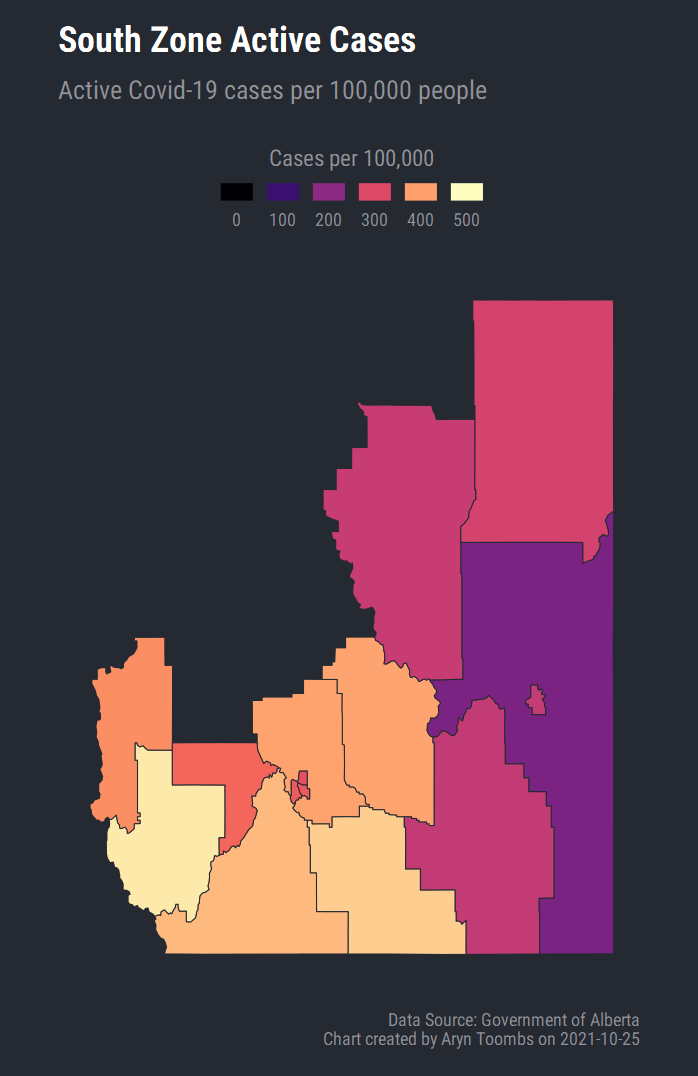 South Zone Active Cases
Active Covid-19 cases per 100,000 people
Cases per 100,000
0 100 200 300 400 500
Data Source: Government of Alberta
Chart created by Aryn Toombs on 2021-10-25